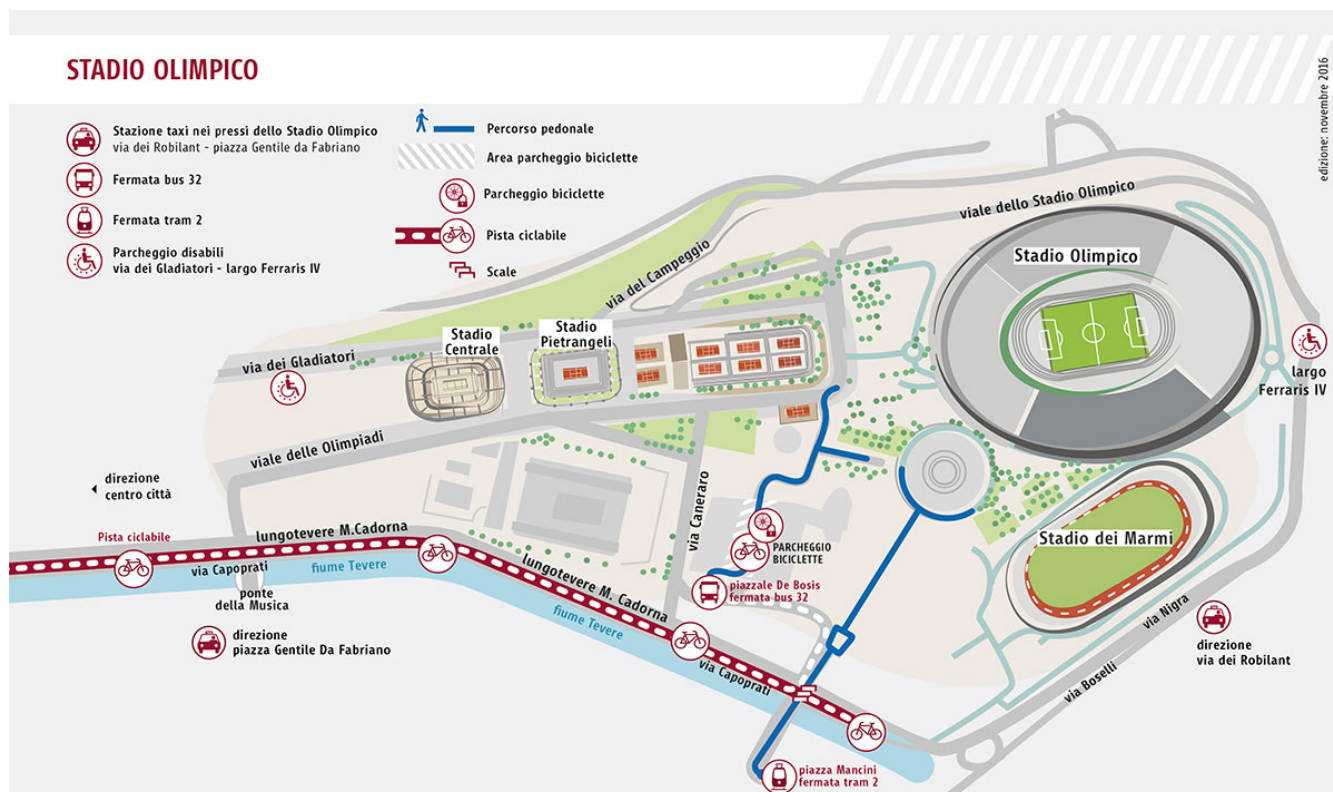 STADIO OLIMPICO
edizione: novembre 2016
Stazione taxi nei pressi dello Stadio Olimpico
via dei Robilant - piazza Gentile da Fabriano
Fermata bus 32
Fermata tram 2
Parcheggio disabili
via dei Gladiatori - largo Ferraris IV
Percorso pedonale
Area parcheggio biciclette
Parcheggio biciclette
Pista ciclabile
Scale
viale dello Stadio Olimpico
Stadio Olimpico
via del Campeggio
Stadio
Centrale
Stadio
Pietrangeli
via dei Gladiatori
largo
Ferraris IV
viale delle Olimpiadi
direzione
centro città
via Caneraro
Pista ciclabile
lungotevere M.Cadorna
via Capoprati
fiume Tevere
ponte
della Musica
direzione
piazza Gentile Da Fabriano
lungotevere M. Cadorna
fiume Tevere
via Capoprati
PARCHEGGIO
BICICLETTE
piazzale De Bosis
fermata bus 32
Stadio dei Marmi
via Nigra
via Boselli
direzione
via dei Robilant
piazza Mancini
fermata tram 2